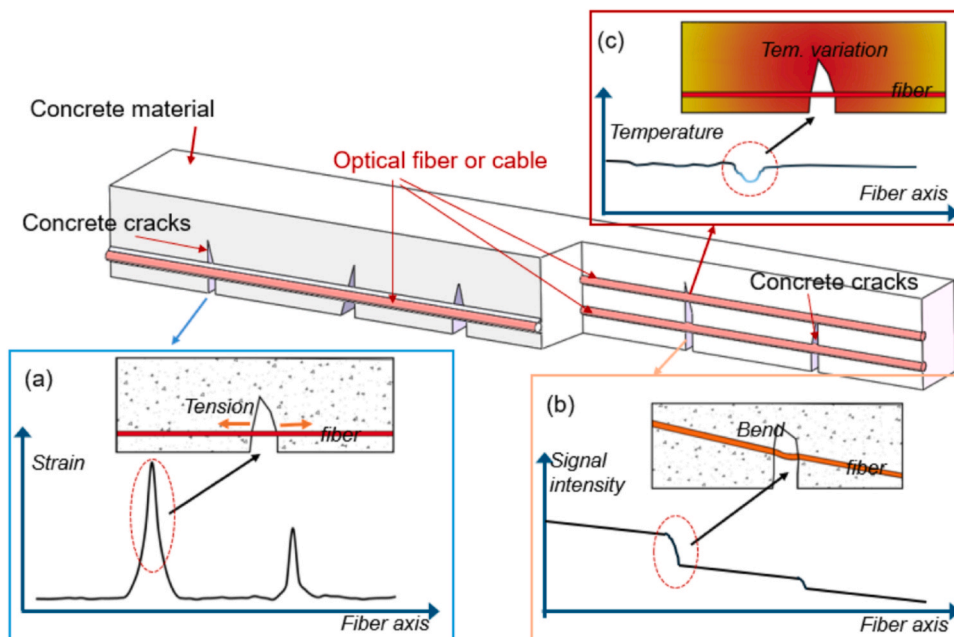 Concrete material
Optical fiber or cable
Concrete cracks
Concrete cracks
(c)
Tem. variation
fiber
Temperature
Fiber axis
(a)
Tension
fiber
Strain
Fiber axis
(b)
Bend
fiber
Signal
intensity
Fiber axis